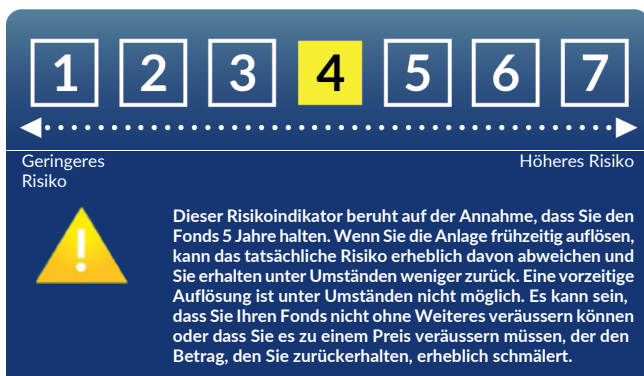 1 2 3 4 5 6 7
Geringeres Höheres Risiko
Risiko
Dieser Risikoindikator beruht auf der Annahme, dass Sie den
Fonds 5 Jahre halten. Wenn Sie die Anlage frühzeitig auflösen,
kann das tatsächliche Risiko erheblich davon abweichen und
Sie erhalten unter Umständen weniger zurück. Eine vorzeitige
Auflösung ist unter Umständen nicht möglich. Es kann sein,
dass Sie Ihren Fonds nicht ohne Weiteres veräussern können
oder dass Sie es zu einem Preis veräussern müssen, der den
Betrag, den Sie zurückerhalten, erheblich schmälert.